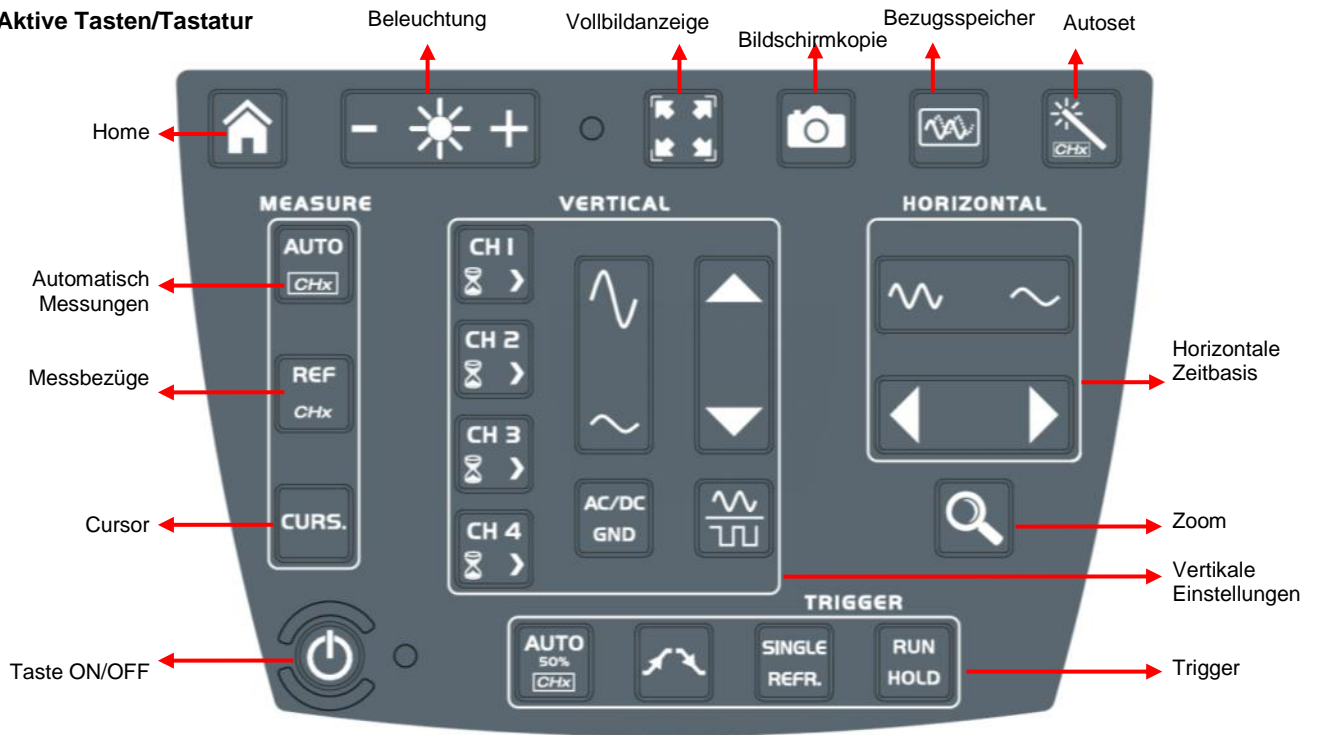 Aktive Tasten/Tastatur
Beleuchtung
Vollbildanzeige
Bildschirmkopie
Bezugsspeicher
Autoset
Home
CHx
MEASURE
VERTICAL
HORIZONTAL
AUTO
CHx
Automatisch
Messungen
CH 1
CH 2
REF
CHx
Messbezüge
Horizontale
Zeitbasis
CH 3
CURS.
Cursor
AC/DC
GND
CH 4
Zoom
Vertikale
Einstellungen
TRIGGER
AUTO
50%
CHx
SINGLE
REFR.
RUN
HOLD
Taste ON/OFF
Trigger